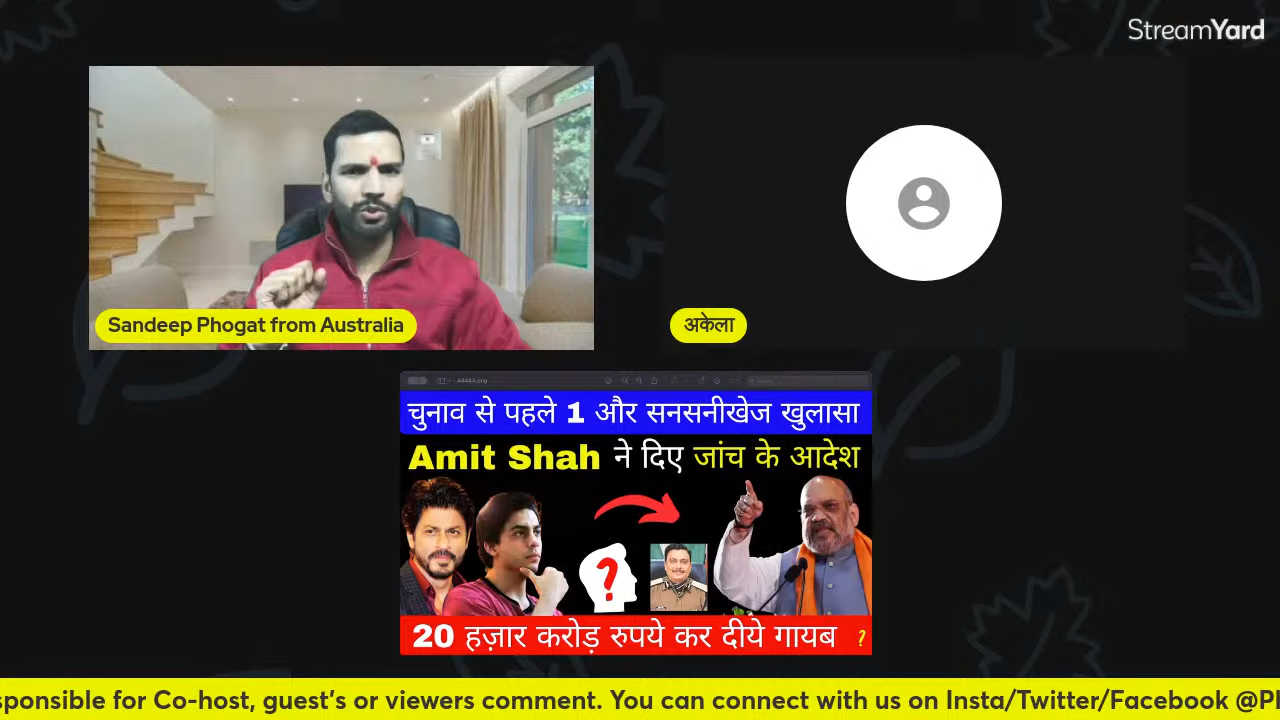 StreamYard
Sandeep Phogat from Australia
अकेला
चुनाव से पहले 1 और सनसनीखेज खुलासा
Amit Shah ने दिए जांच के आदेश
?
20 हज़ार करोड़ रुपये कर दीये गायब ?
sponsible for Co-host, guest's or viewers comment. You can connect with us on Insta/Twitter/Facebook @Pl